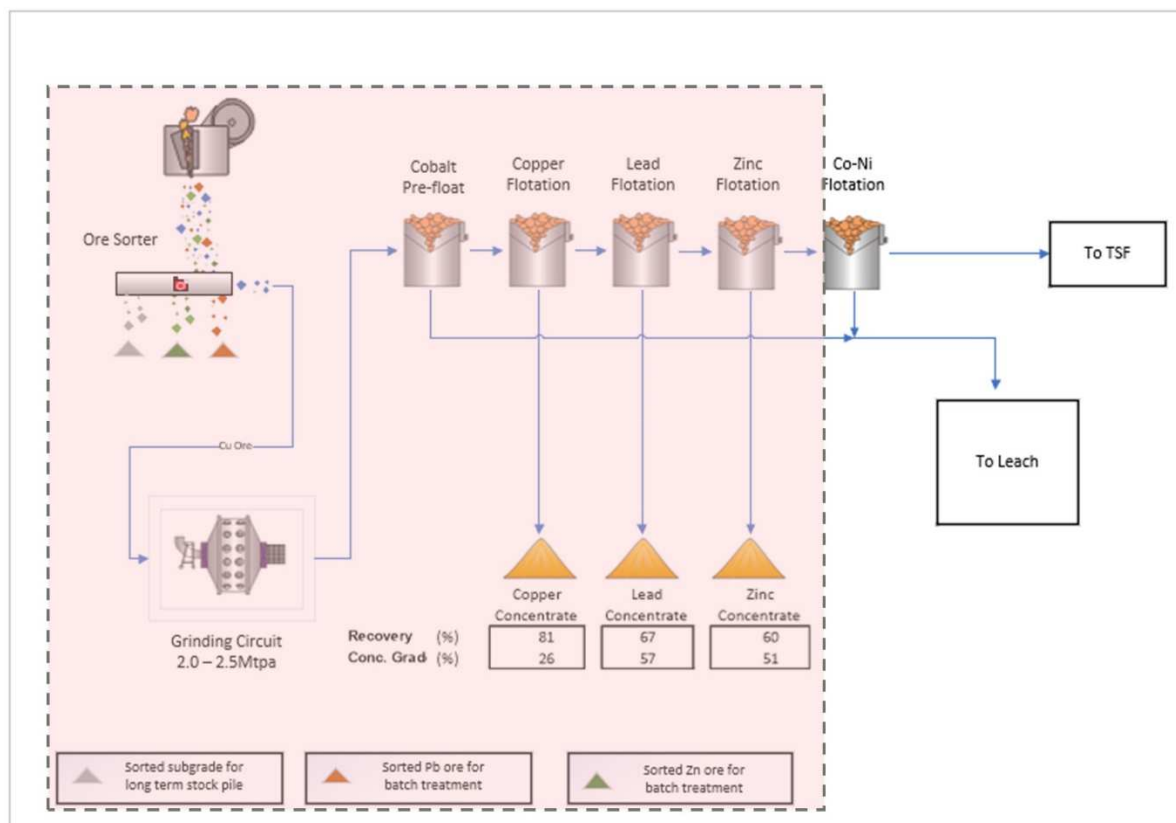 Cobalt
Pre-float
Copper
Flotation
Lead
Flotation
Zinc
Flotation
Co-Ni
Flotation
Ore Sorter
To TSF
Cu Ore
To Leach
Grinding Circuit
2.0 – 2.5Mtpa
Copper
Concentrate
Lead
Concentrate
Zinc
Concentrate
Recovery (%) 81 67 60
Conc. Grad (%) 26 57 51
Sorted subgrade for
long term stock pile
Sorted Pb ore for
batch treatment
Sorted Zn ore for
batch treatment